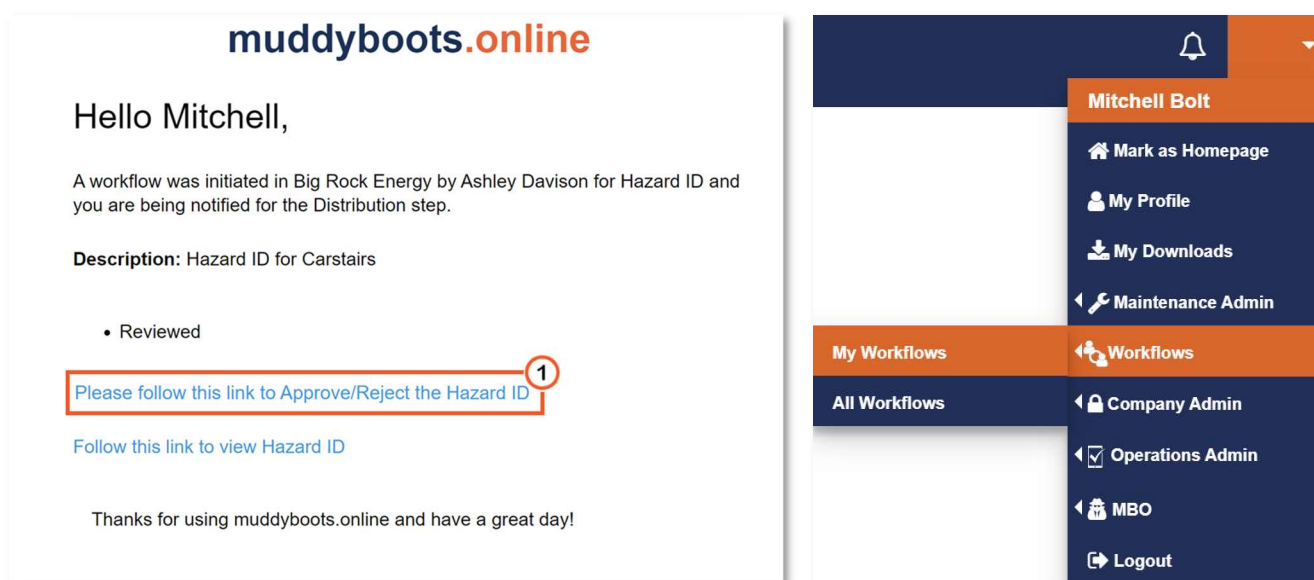 muddyboots.online
Hello Mitchell,
A workflow was initiated in Big Rock Energy by Ashley Davison for Hazard ID and
you are being notified for the Distribution step.
Description: Hazard ID for Carstairs
• Reviewed
1
Please follow this link to Approve/Reject the Hazard ID
Follow this link to view Hazard ID
Thanks for using muddyboots.online and have a great day!
Mitchell Bolt
Mark as Homepage
My Profile
My Downloads
Maintenance Admin
Workflows
My Workflows
All Workflows
Company Admin
Operations Admin
MBO
Logout